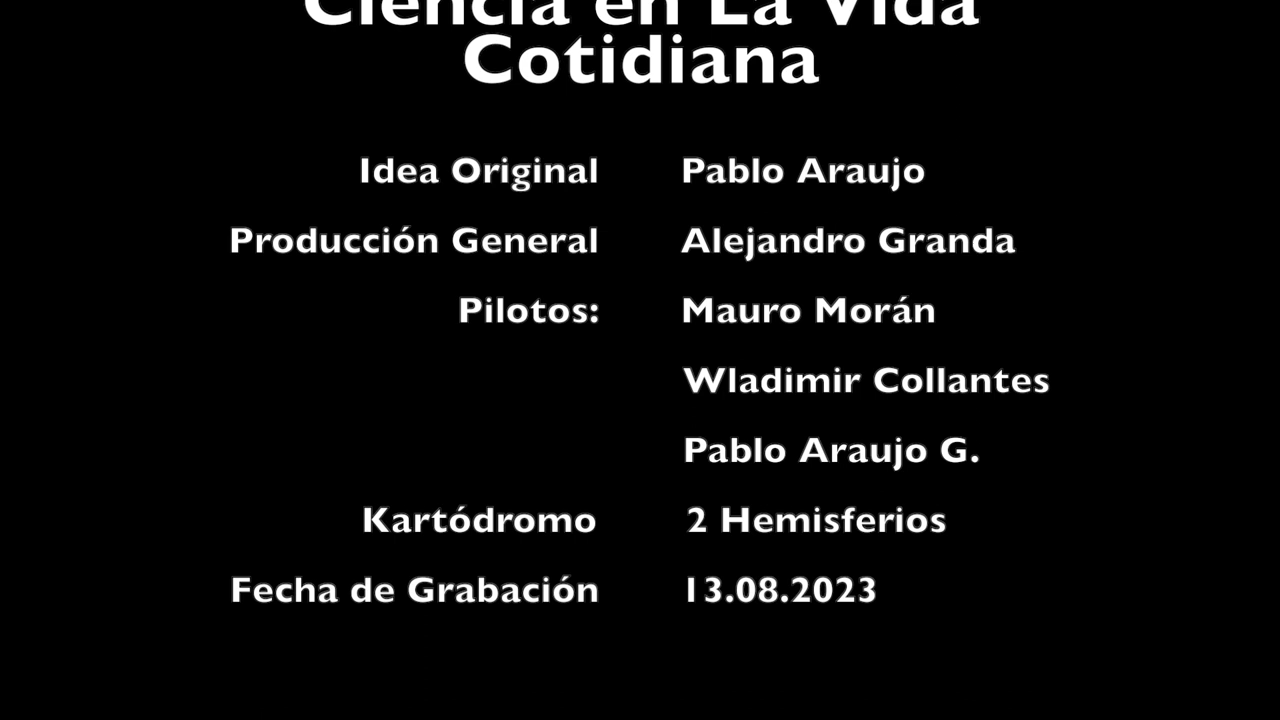 Ciencia en La Vida
Cotidiana
Idea Original Pablo Araujo
Producción General Alejandro Granda
Pilotos: Mauro Morán
Wladimir Collantes
Pablo Araujo G.
Kartódromo 2 Hemisferios
Fecha de Grabación 13.08.2023